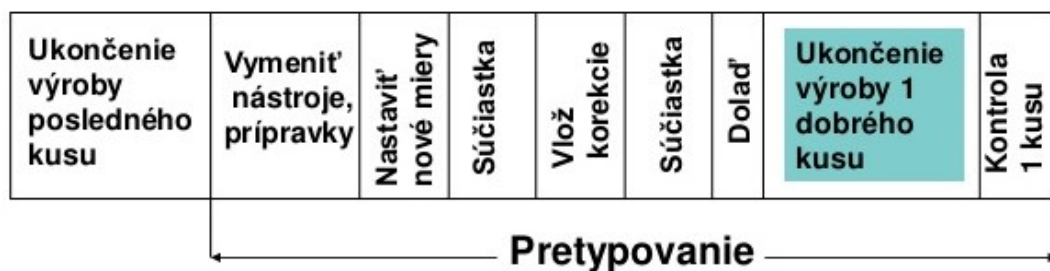 Ukončenie
výroby
posledného
kusu
Vymeniť
nástroje,
prípravky
Nastaviť
nové miery
Súčiastka
Vlož
korekcie
Súčiastka
Dolaď
Ukončenie
výroby 1
dobrého
kusu
Kontrola
1 kusu
Pretypovanie